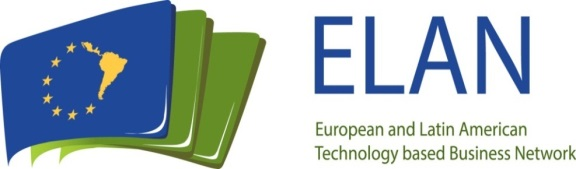 ELAN
European and Latin American
Technology based Business Network